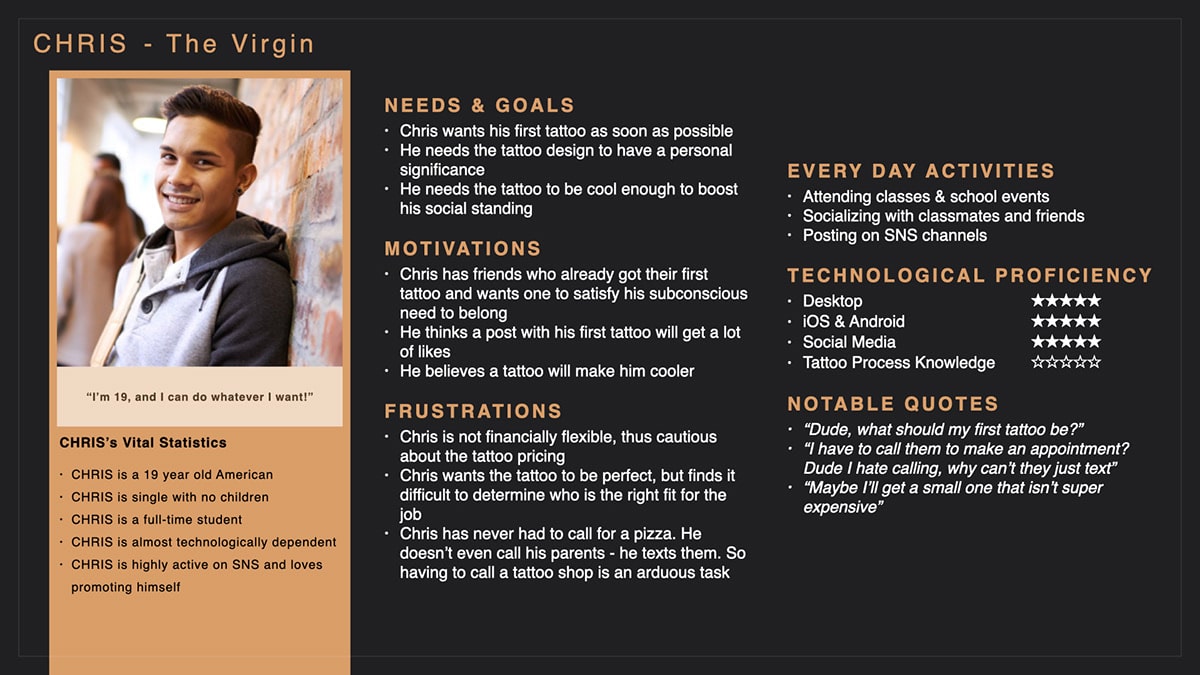 CHRIS - The Virgin
“I’m 19, and I can do whatever I want!”
CHRIS’s Vital Statistics
· CHRIS is a 19 year old American
· CHRIS is single with no children
· CHRIS is a full-time student
· CHRIS is almost technologically dependent
· CHRIS is highly active on SNS and loves
promoting himself
NEEDS & GOALS
· Chris wants his first tattoo as soon as possible
· He needs the tattoo design to have a personal
significance
· He needs the tattoo to be cool enough to boost
his social standing
MOTIVATIONS
· Chris has friends who already got their first
tattoo and wants one to satisfy his subconscious
need to belong
· He thinks a post with his first tattoo will get a lot
of likes
· He believes a tattoo will make him cooler
FRUSTRATIONS
· Chris is not financially flexible, thus cautious
about the tattoo pricing
· Chris wants the tattoo to be perfect, but finds it
difficult to determine who is the right fit for the
job
· Chris has never had to call for a pizza. He
doesn’t even call his parents - he texts them. So
having to call a tattoo shop is an arduous task
EVERY DAY ACTIVITIES
· Attending classes & school events
· Socializing with classmates and friends
· Posting on SNS channels
TECHNOLOGICAL PROFICIENCY
· Desktop ★★★★★
· iOS & Android ★★★★★
· Social Media ★★★★★
· Tattoo Process Knowledge ☆☆☆☆☆
NOTABLE QUOTES
· “Dude, what should my first tattoo be?”
· “I have to call them to make an appointment?
Dude I hate calling, why can’t they just text”
· “Maybe I’ll get a small one that isn’t super
expensive”